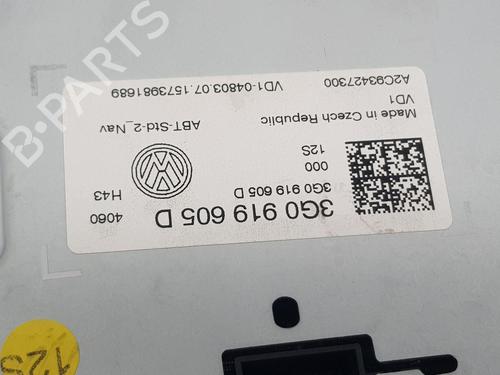 3G0 919 605 D
4060
3G0 919 605 D
H43
000
12S
Made in Czech Republic
ABT-Std-2_Nav
VD1
A2C93427300
VD1-04803.07.1573981689
12S
B-PARTS